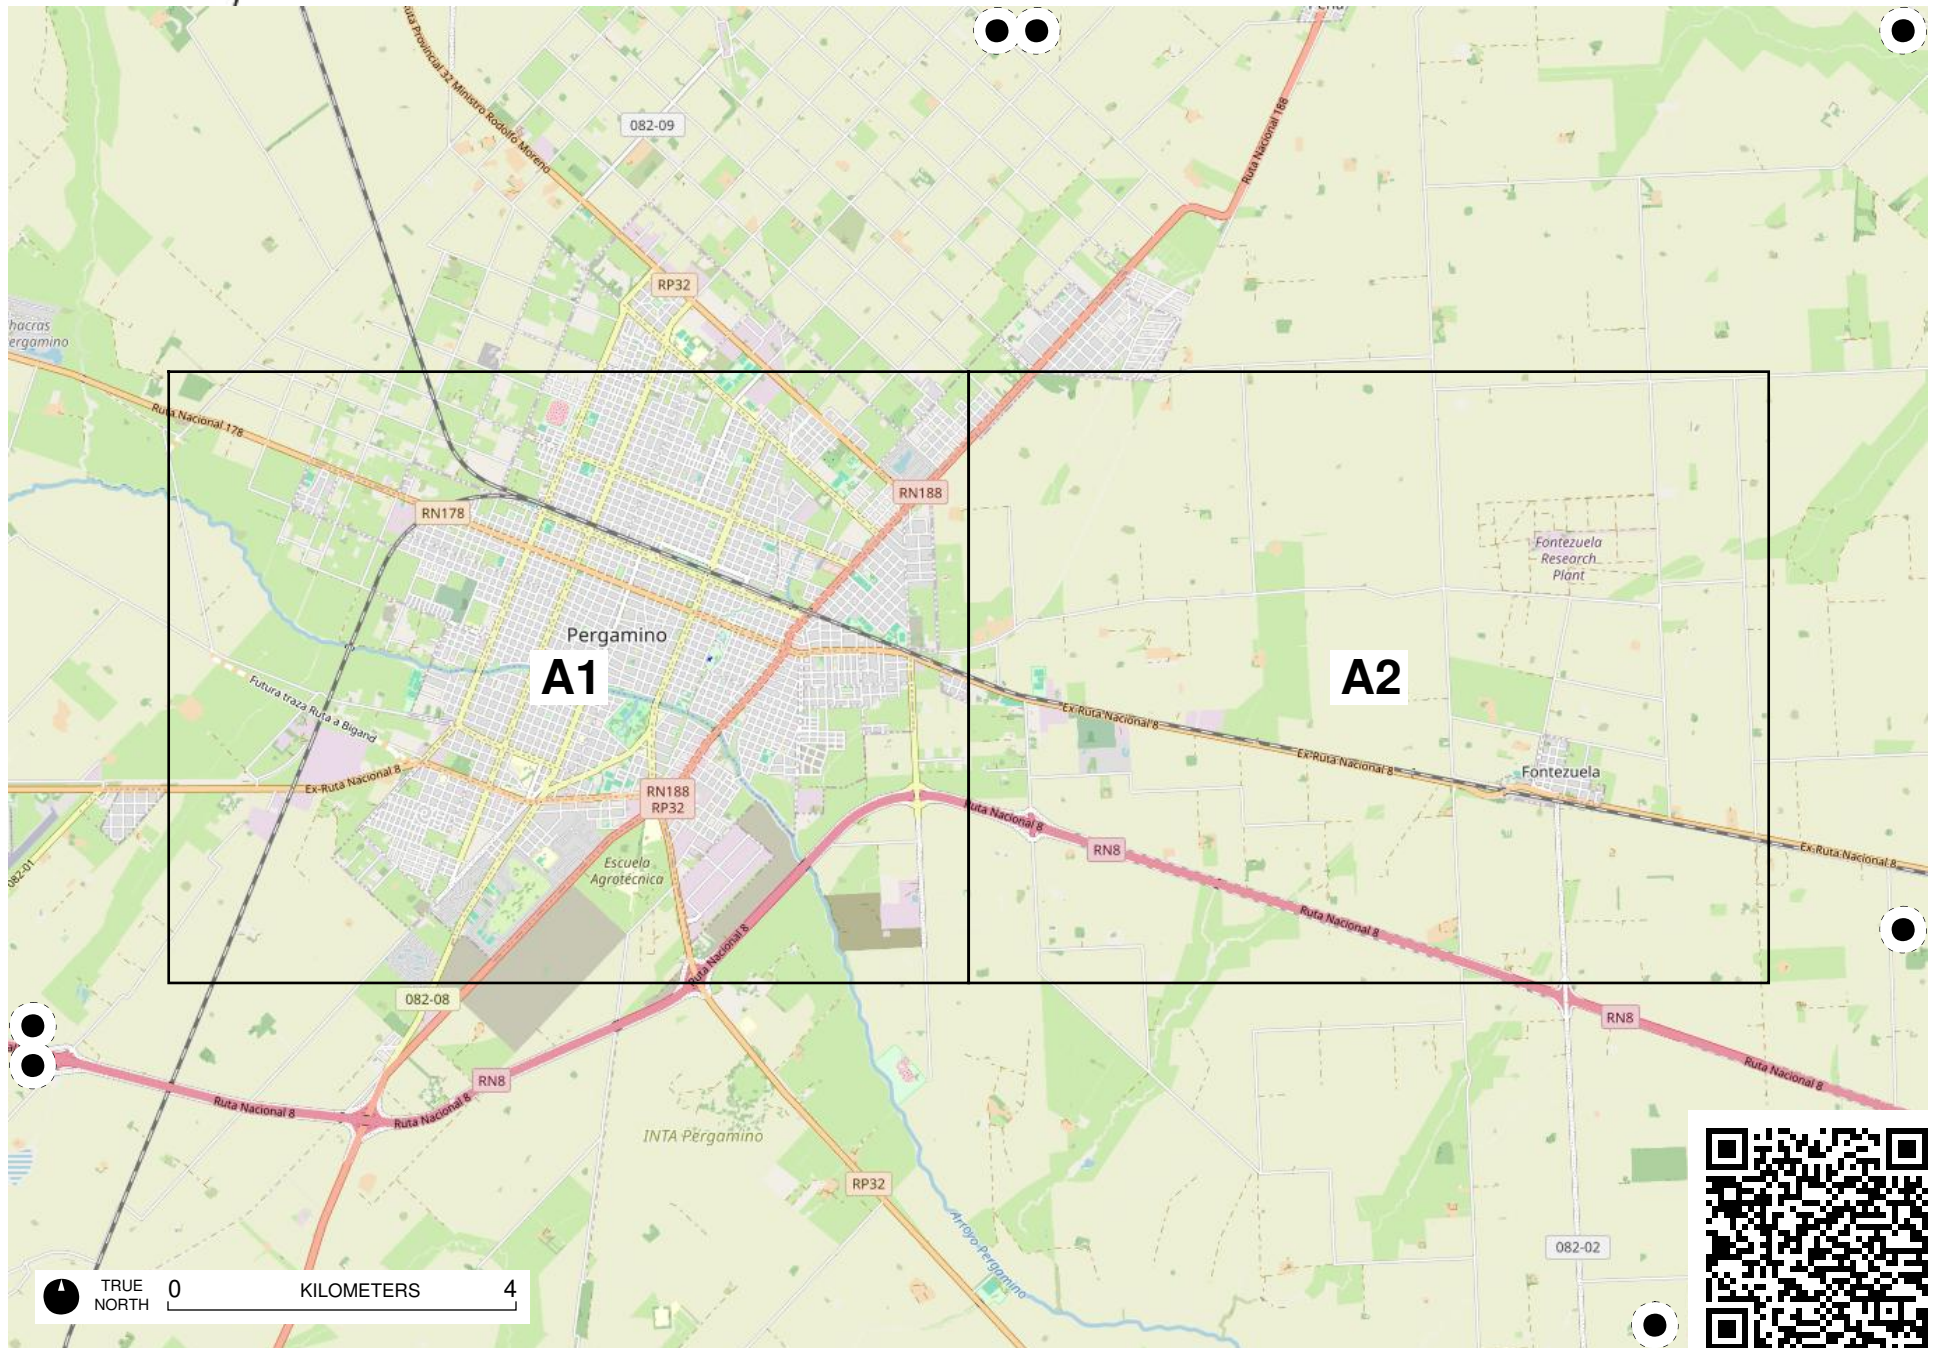 Ruta Provincial 32 Ministro Rodolfo Moreno
082-09
Ruta Nacional 188
RP32
Ruta Nacional 178
RN188
RN178
Fontezuela
Research
Plant
Pergamino
A1
A2
Futura traza Ruta a Bigand
Ex-Ruta Nacional 8
Ex-Ruta Nacional 8
Ex-Ruta Nacional 8
Fontezuela
RN188
RP32
Ruta Nacional 8
RN8
Ex-Ruta Nacional 8
082-01
Escuela
Agrotécnica
Ruta Nacional 8
Ruta Nacional 8
082-08
RN8
RN8
Ruta Nacional 8
Ruta Nacional 8
Ruta Nacional 8
INTA Pergamino
RP32
Arroyo Pergamino
082-02
TRUE
NORTH
0 KILOMETERS 4